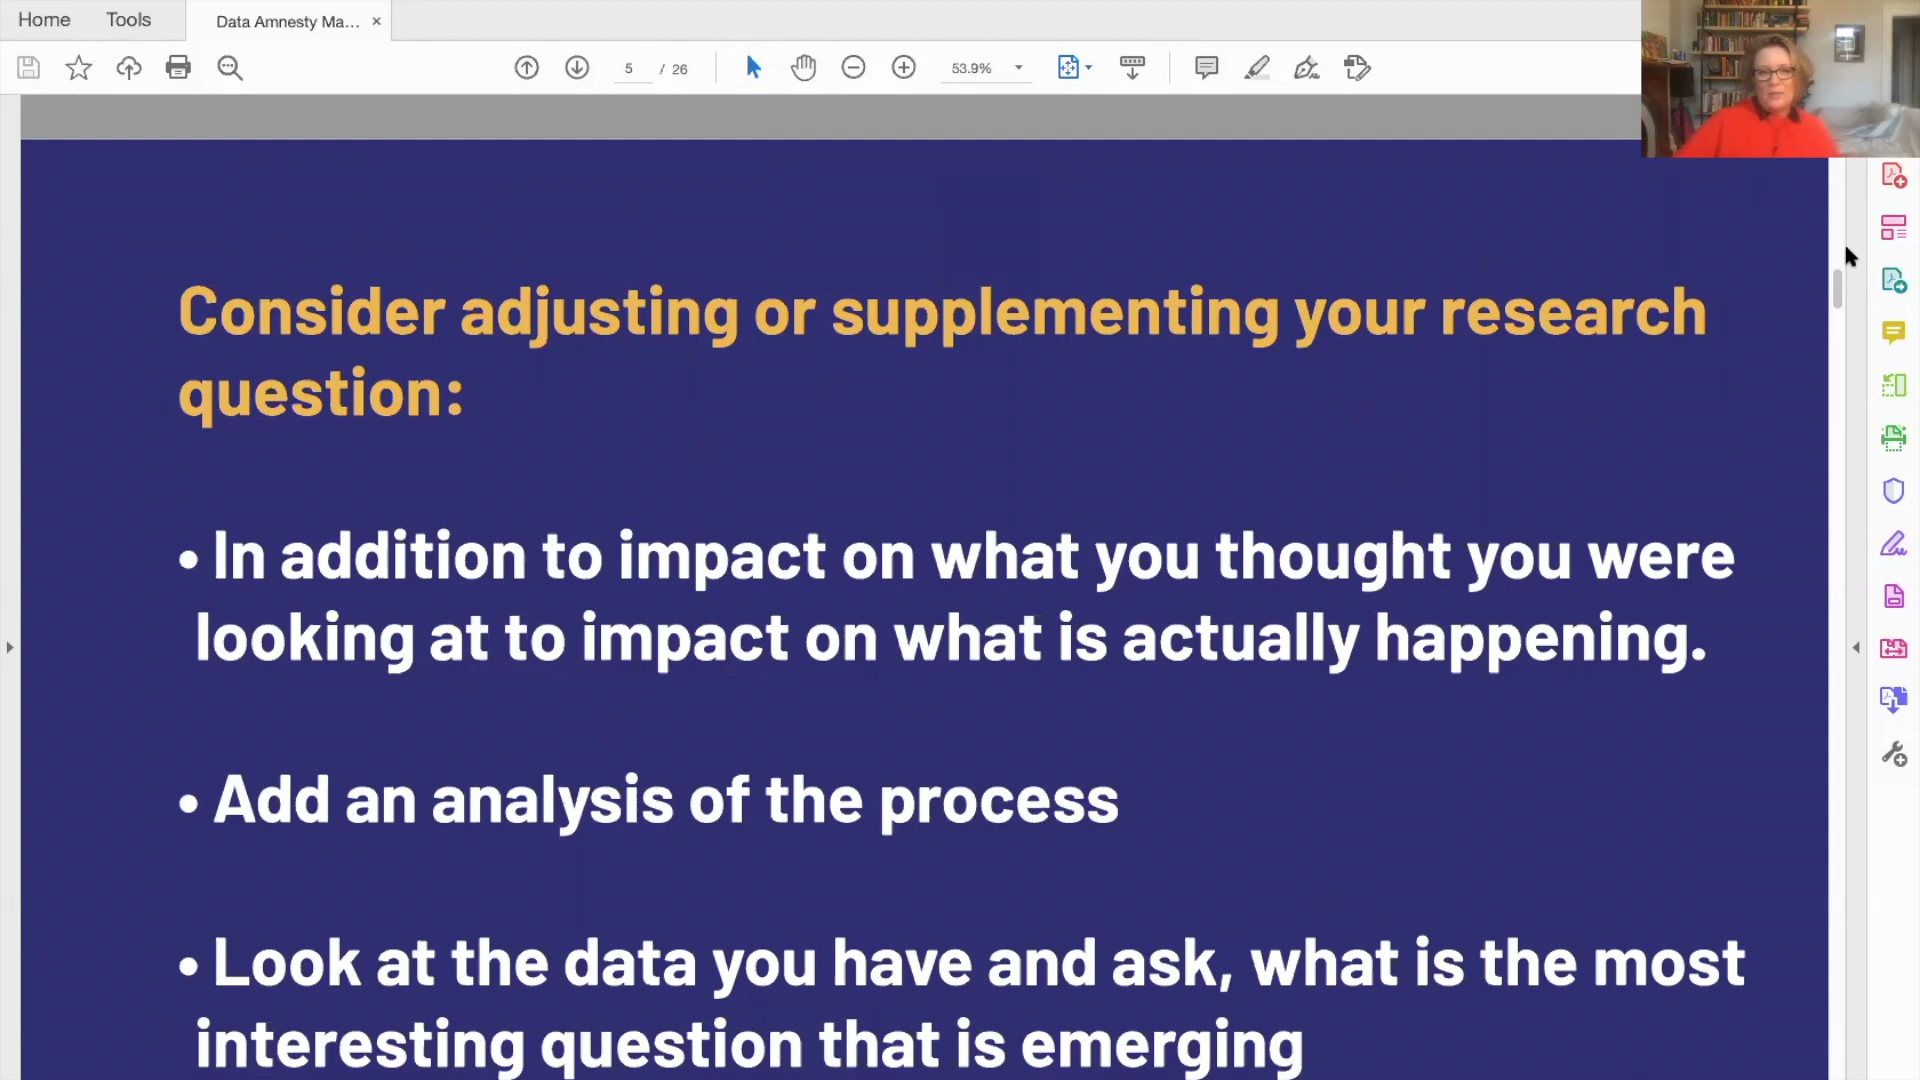 Home Tools Data Amnesty Ma... ×
5 / 26 53.9%
Consider adjusting or supplementing your research
question:
• In addition to impact on what you thought you were
looking at to impact on what is actually happening.
• Add an analysis of the process
• Look at the data you have and ask, what is the most
interesting question that is emerging